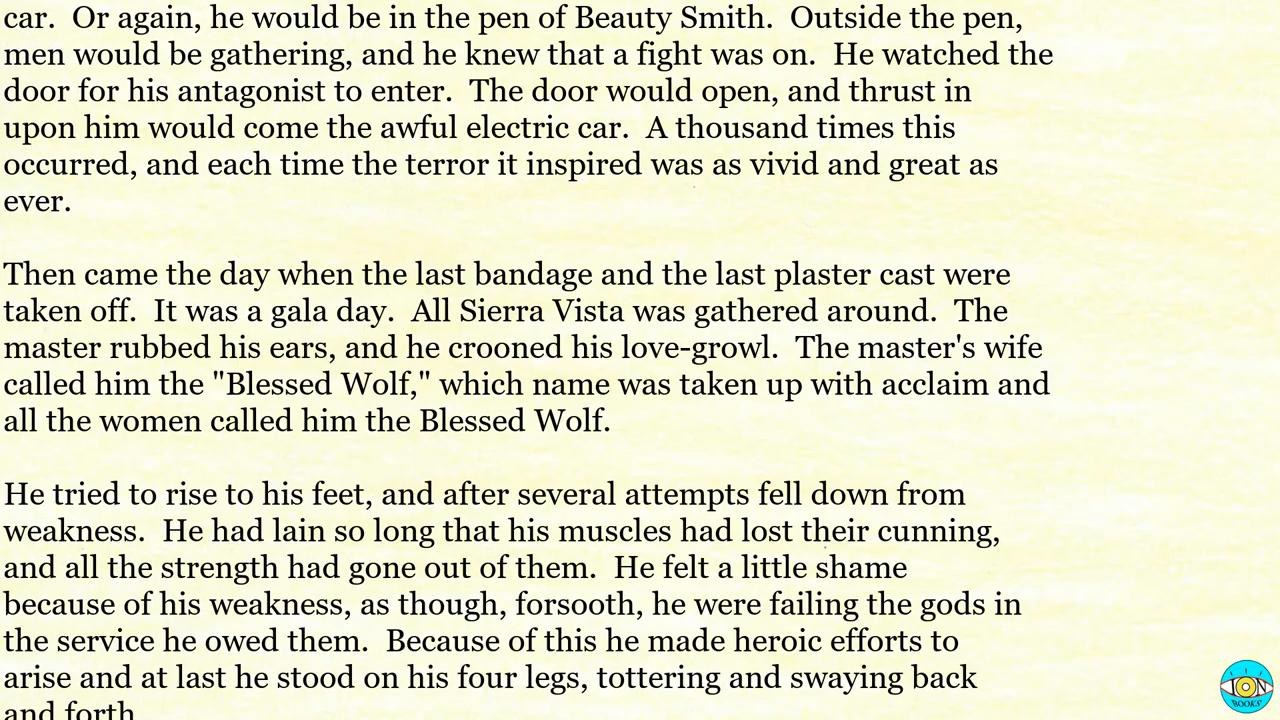 car.  Or again, he would be in the pen of Beauty Smith.  Outside the pen,
men would be gathering, and he knew that a fight was on.  He watched the
door for his antagonist to enter.  The door would open, and thrust in
upon him would come the awful electric car.  A thousand times this
occurred, and each time the terror it inspired was as vivid and great as
ever.
Then came the day when the last bandage and the last plaster cast were
taken off.  It was a gala day.  All Sierra Vista was gathered around.  The
master rubbed his ears, and he crooned his love-growl.  The master's wife
called him the "Blessed Wolf," which name was taken up with acclaim and
all the women called him the Blessed Wolf.
He tried to rise to his feet, and after several attempts fell down from
weakness.  He had lain so long that his muscles had lost their cunning,
and all the strength had gone out of them.  He felt a little shame
because of his weakness, as though, forsooth, he were failing the gods in
the service he owed them.  Because of this he made heroic efforts to
arise and at last he stood on his four legs, tottering and swaying back
and forth.
ION
BOOKS